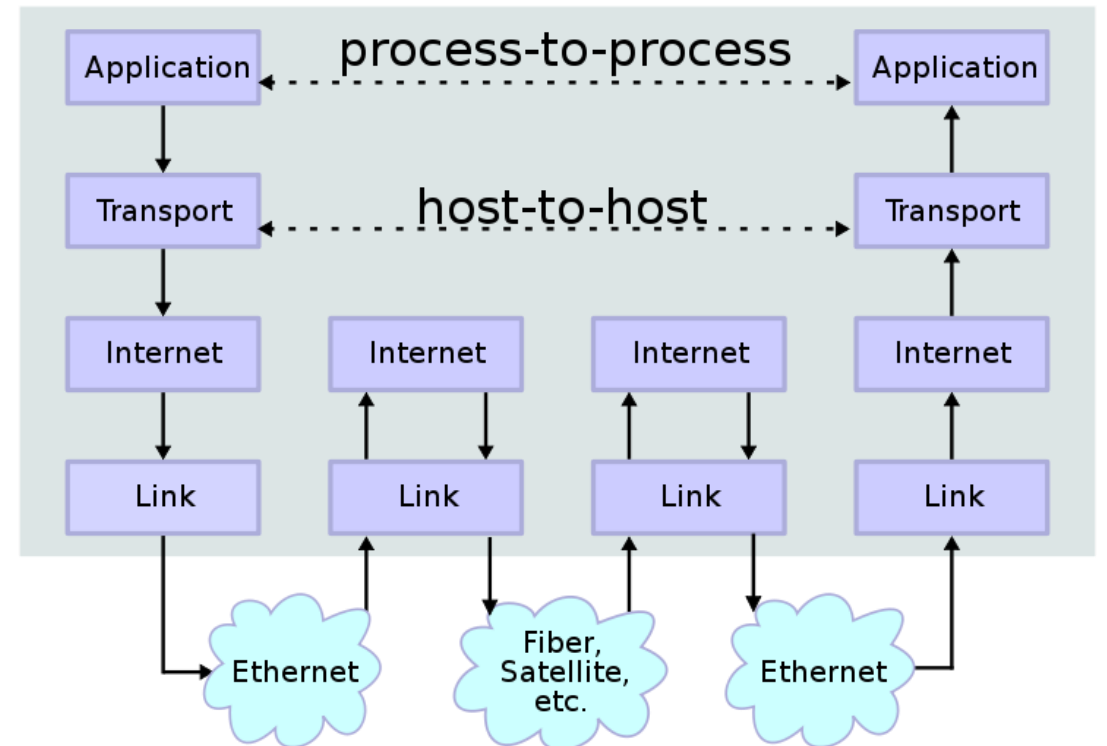 process-to-process
Application
Application
host-to-host
Transport
Transport
Internet
Internet
Internet
Internet
Link
Link
Link
Link
Ethernet
Fiber,
Satellite,
etc.
Ethernet